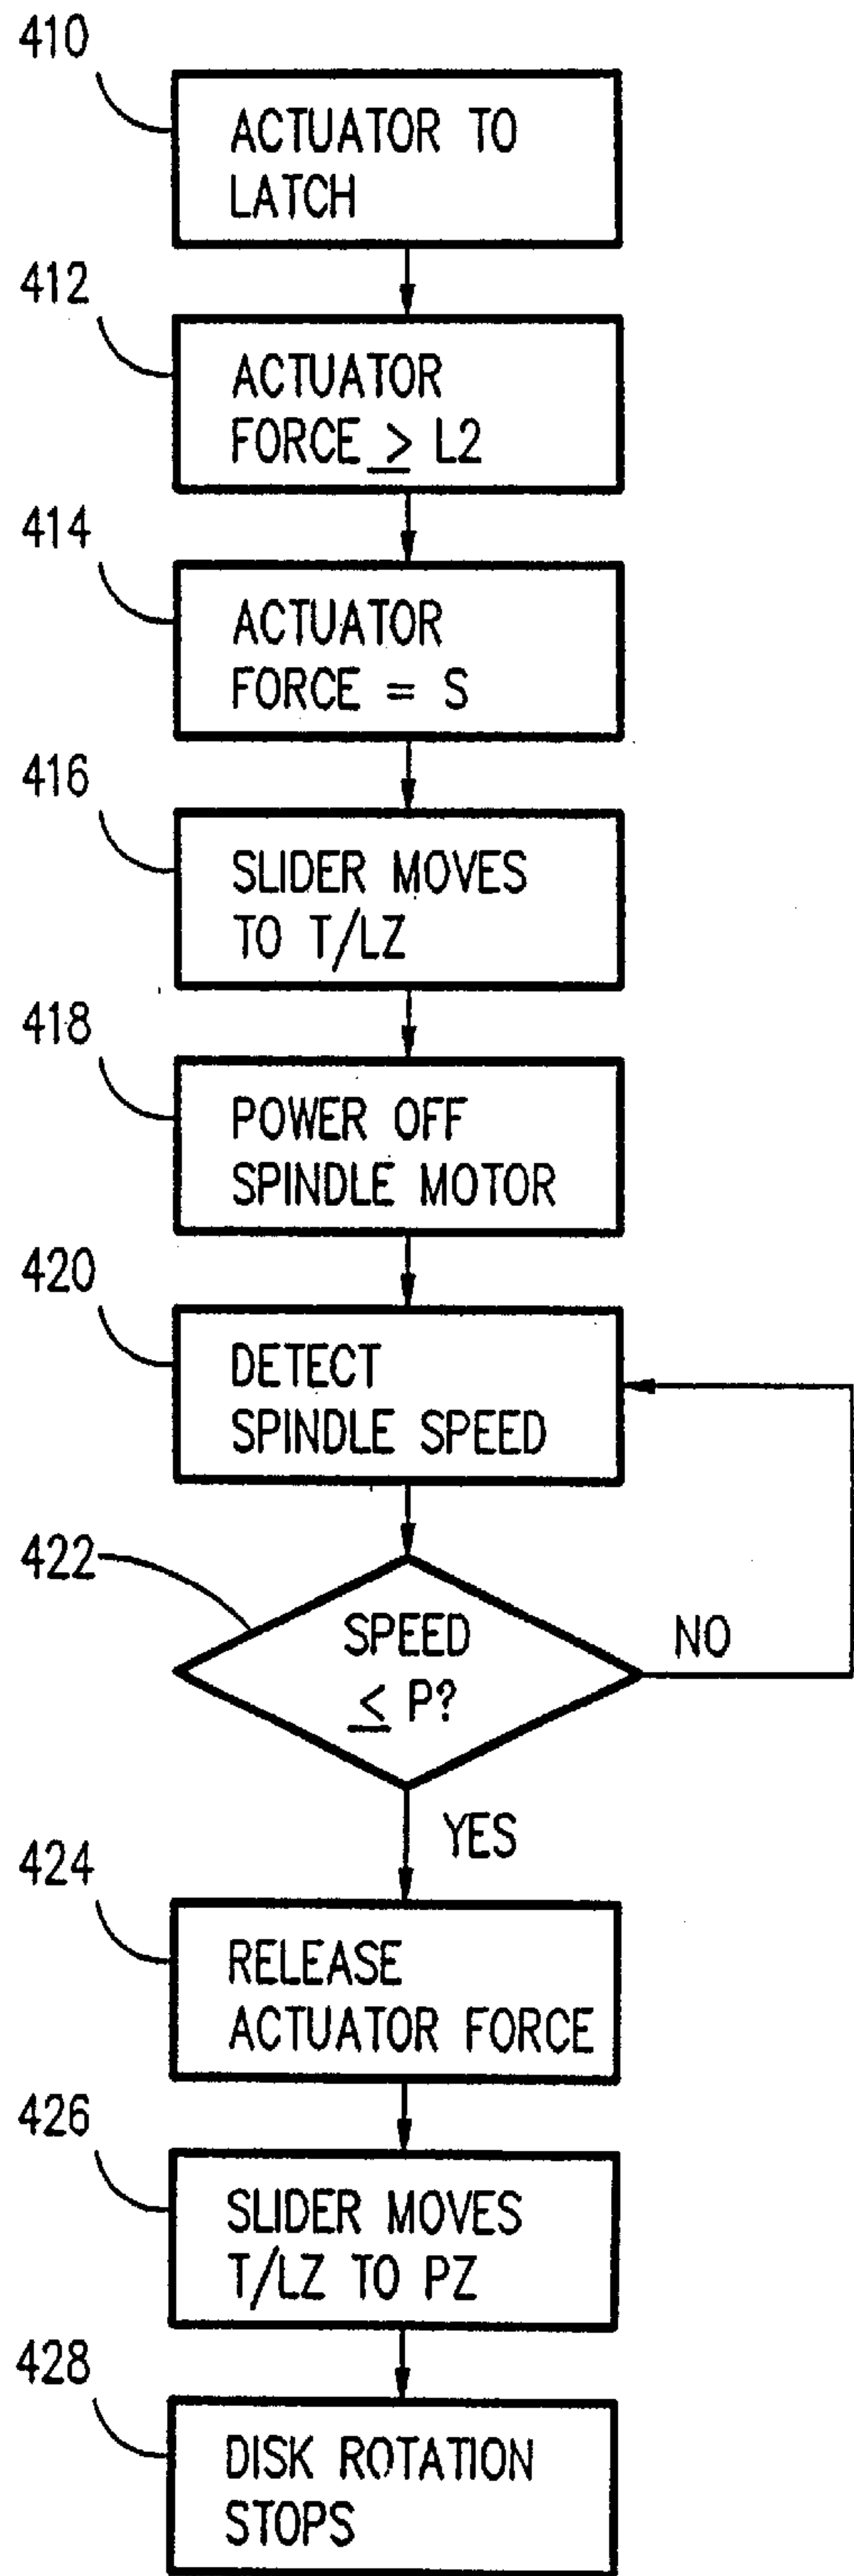 410
ACTUATOR TO
LATCH
412
ACTUATOR
FORCE ≥ L2
414
ACTUATOR
FORCE = S
416
SLIDER MOVES
TO T/LZ
418
POWER OFF
SPINDLE MOTOR
420
DETECT
SPINDLE SPEED
422
SPEED
≤ P?
NO
YES
424
RELEASE
ACTUATOR FORCE
426
SLIDER MOVES
T/LZ TO PZ
428
DISK ROTATION
STOPS